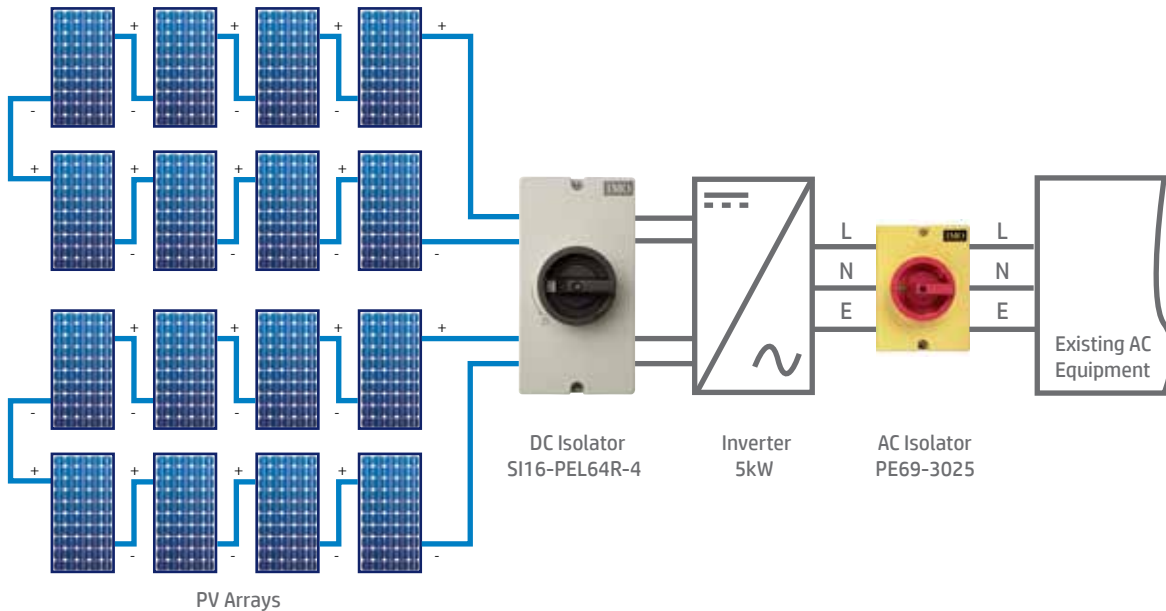 + + + +
- - - -
+ + + +
- - - -
+ + + +
- - - -
+ + + +
- - - -
PV Arrays
IMO
DC Isolator
SI16-PEL64R-4
Inverter
5kW
L
N
E
IMO
AC Isolator
PE69-3025
L
N
E
Existing AC
Equipment